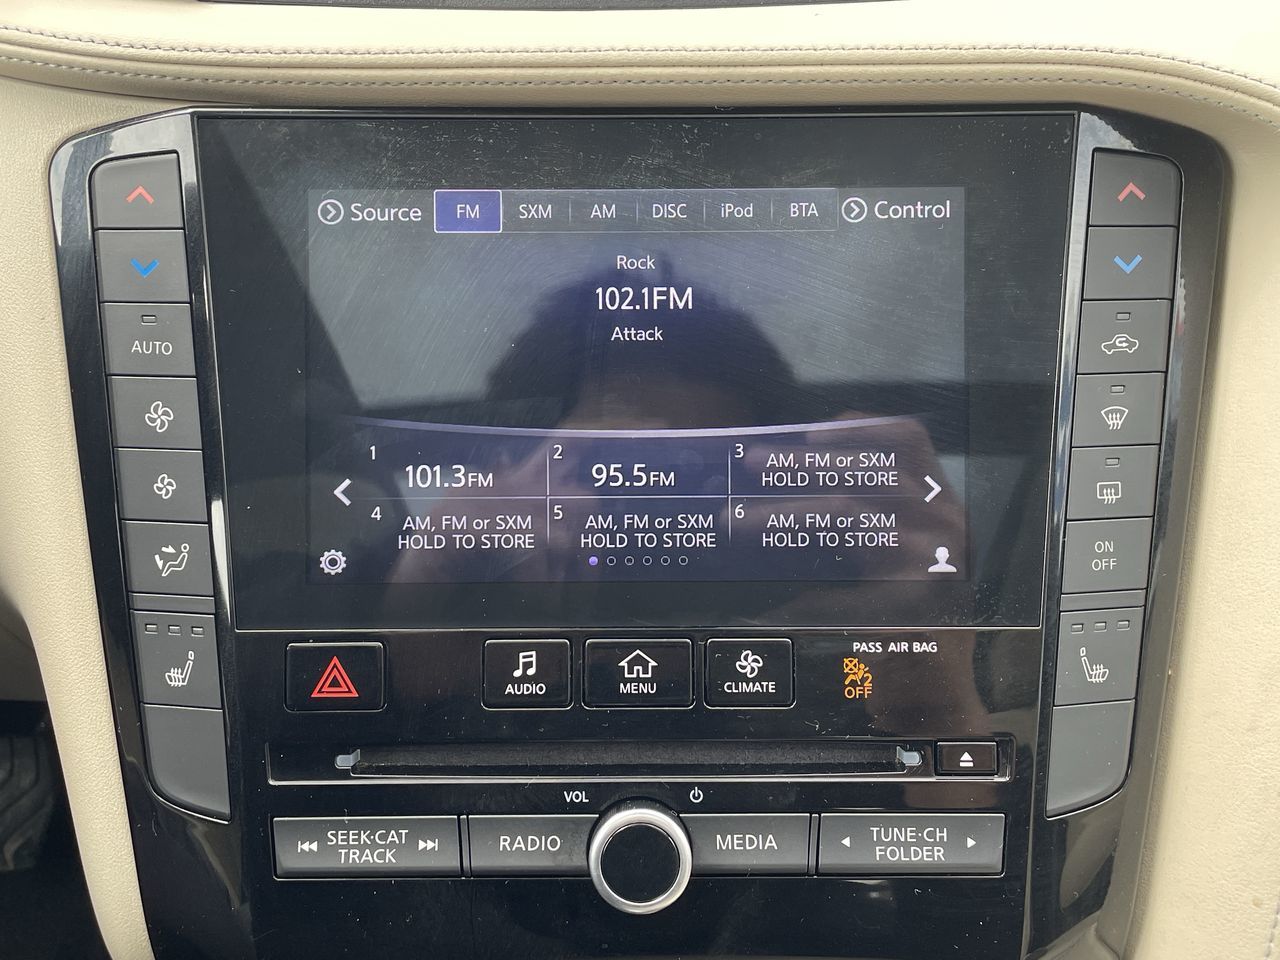 Source FM SXM AM DISC iPod BTA Control
Rock
102.1FM
Attack
1 101.3FM
2 95.5FM
3 AM, FM or SXM
HOLD TO STORE
4 AM, FM or SXM
HOLD TO STORE
5 AM, FM or SXM
HOLD TO STORE
6 AM, FM or SXM
HOLD TO STORE
AUTO
ON
OFF
AUDIO
MENU
CLIMATE
PASS AIR BAG
2
OFF
VOL
SEEK·CAT
TRACK
RADIO
MEDIA
TUNE·CH
FOLDER